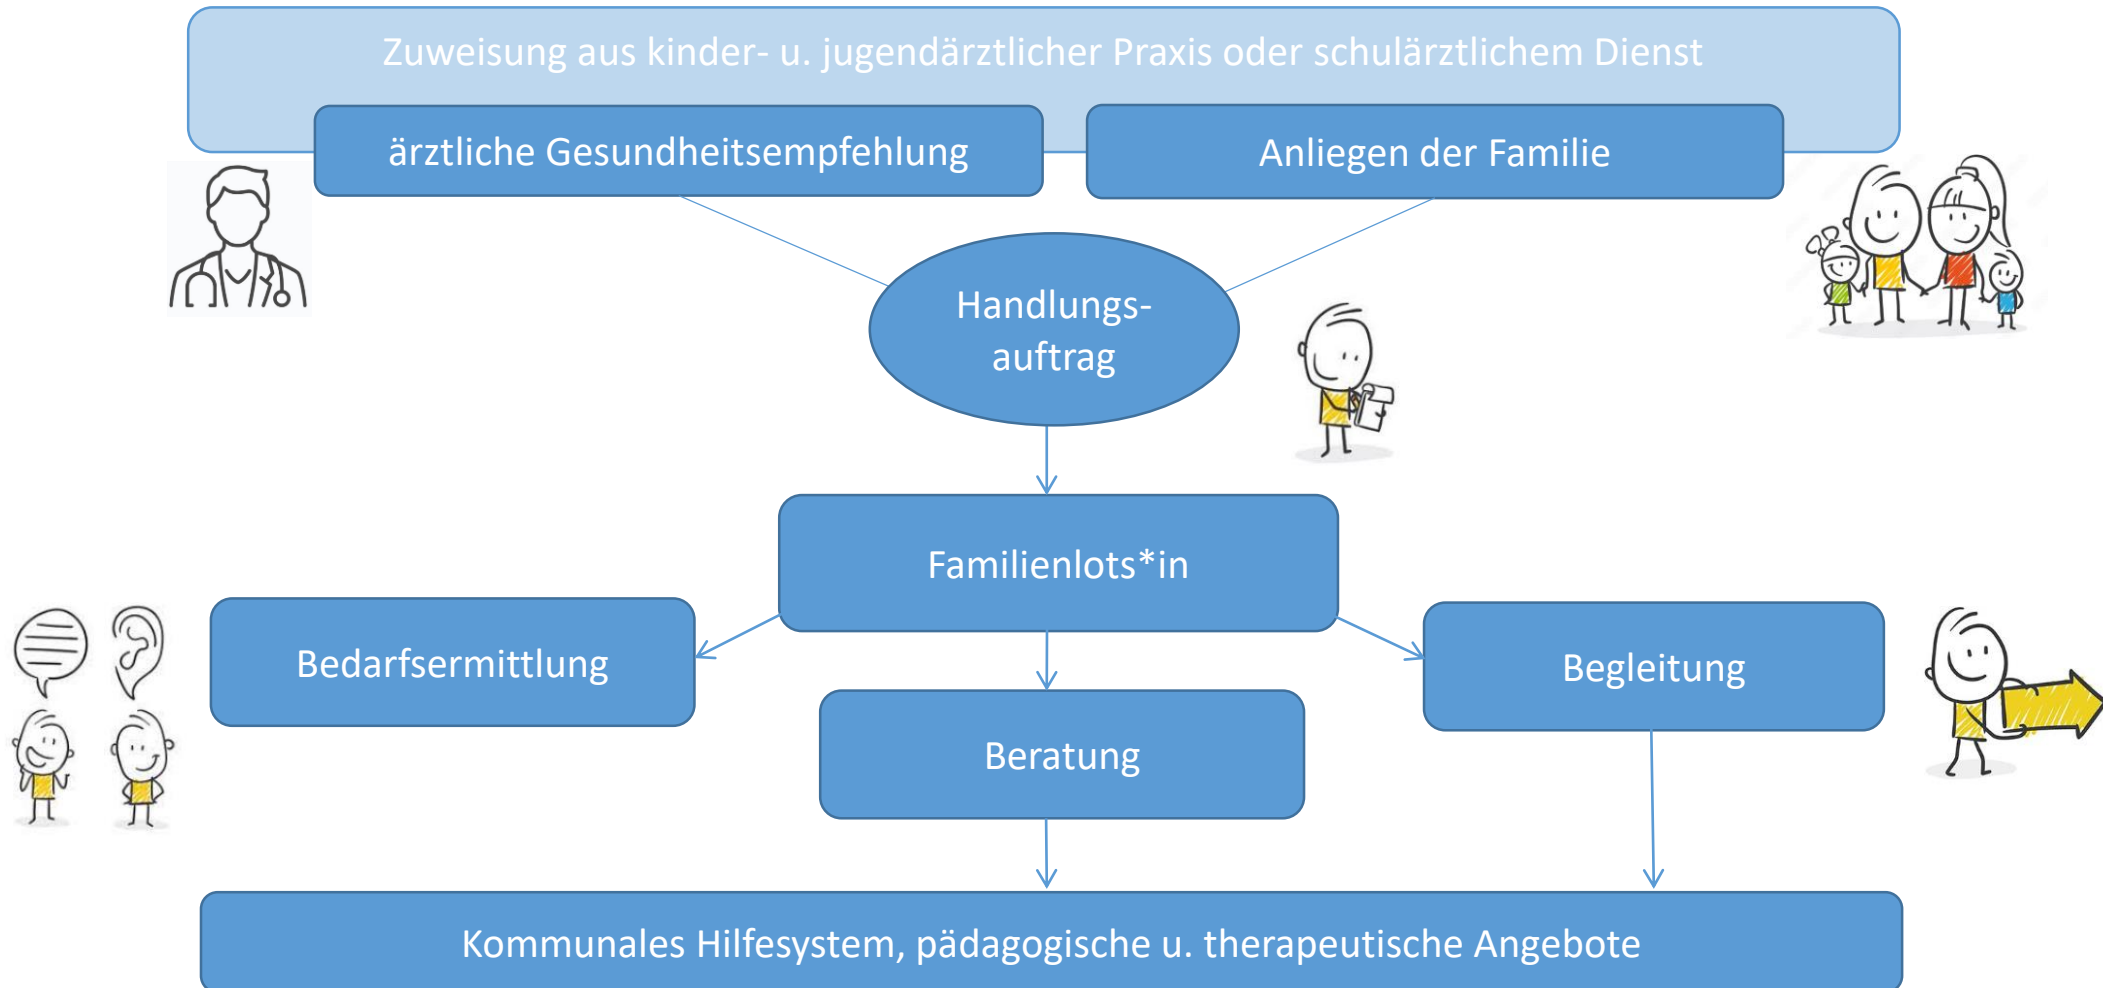 Zuweisung aus kinder- u. jugendärztlicher Praxis oder schulärztlichem Dienst
ärztliche Gesundheitsempfehlung
Anliegen der Familie
Handlungs-
auftrag
Familienlots*in
Bedarfsermittlung
Begleitung
Beratung
Kommunales Hilfesystem, pädagogische u. therapeutische Angebote